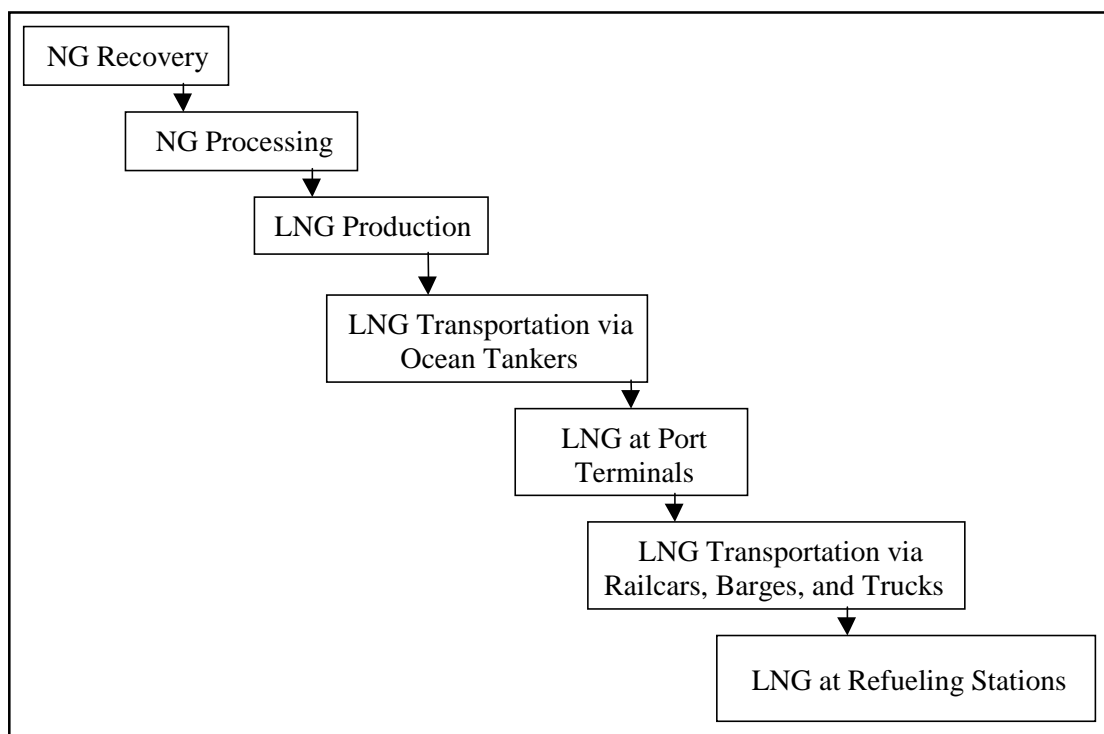 NG Recovery
NG Processing
LNG Production
LNG Transportation via
Ocean Tankers
LNG at Port
Terminals
LNG Transportation via
Railcars, Barges, and Trucks
LNG at Refueling Stations